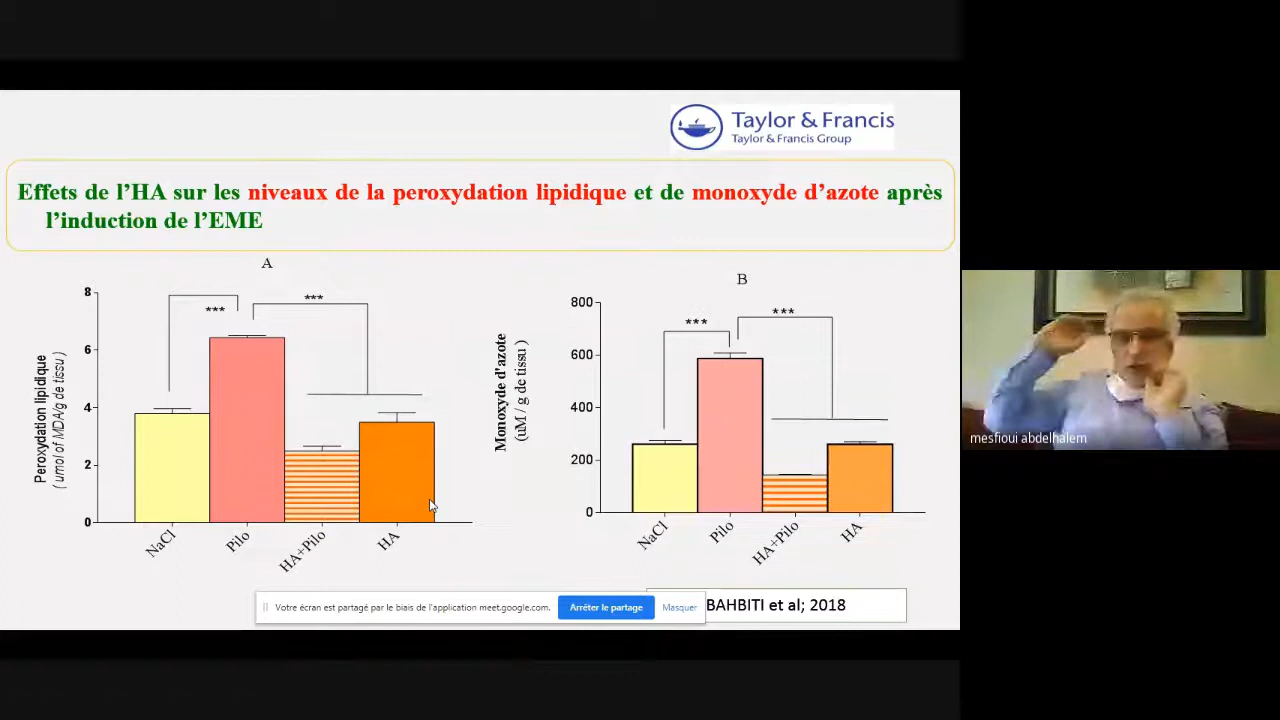 Taylor & Francis
Taylor & Francis Group
Effets de l’HA sur les niveaux de la peroxydation lipidique et de monoxyde d’azote après
l’induction de l’EME
A
8
6
4
2
0
Peroxydation lipidique
( umol of MDA/g de tissu )
***
***
NaCl
Pilo
HA+Pilo
HA
B
800
600
400
200
0
Monoxyde d'azote
(uM / g de tissu )
***
***
NaCl
Pilo
HA+Pilo
HA
mesfioui abdelhalem
Votre écran est partagé par le biais de l'application meet.google.com.
Arrêter le partage
Masquer
BAHBITI et al; 2018